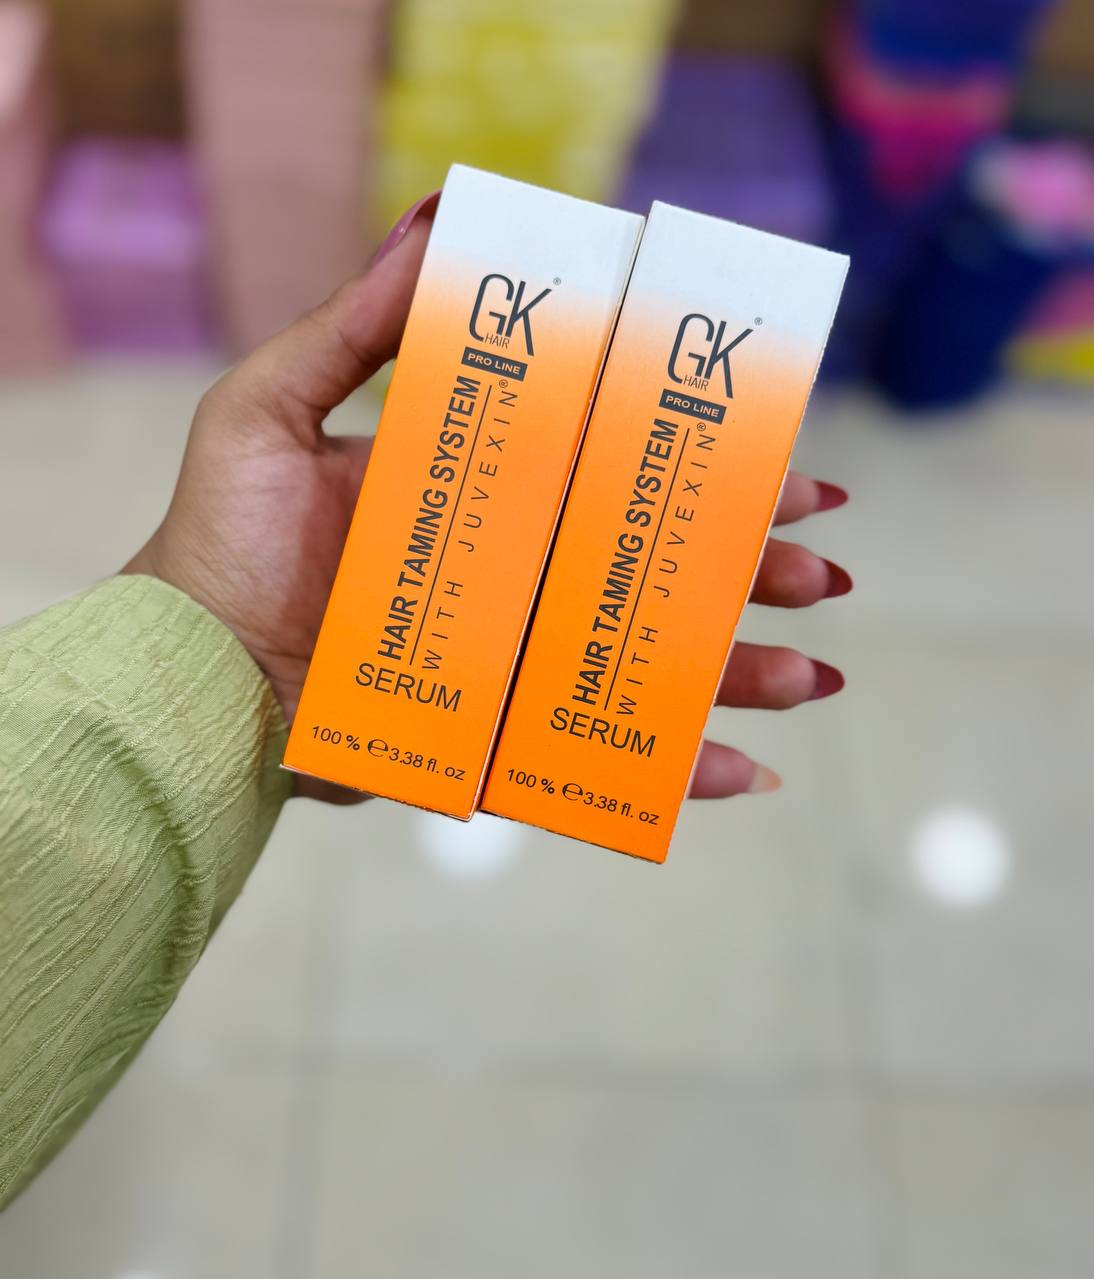 GK®
HAIR
PRO LINE
HAIR TAMING SYSTEM
WITH JUVEXIN®
SERUM
100 % ℮3.38 fl. oz
GK®
HAIR
PRO LINE
HAIR TAMING SYSTEM
WITH JUVEXIN®
SERUM
100 % ℮3.38 fl. oz